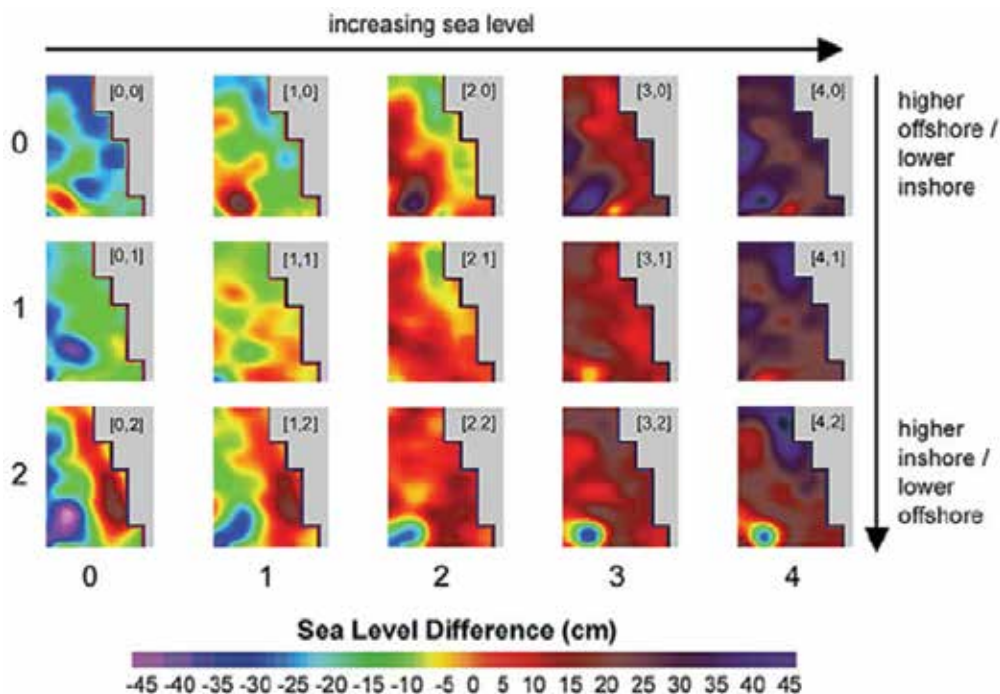 increasing sea level
0
[0,0]
[1,0]
[2 0]
[3,0]
[4,0]
higher
offshore /
lower
inshore
1
[0,1]
[1,1]
[2 1]
[3,1]
[4,1]
2
[0,2]
[1,2]
[2 2]
[3,2]
[4,2]
higher
inshore /
lower
offshore
0 1 2 3 4
Sea Level Difference (cm)
-45 -40 -35 -30 -25 -20 -15 -10 -5 0 5 10 15 20 25 30 35 40 45